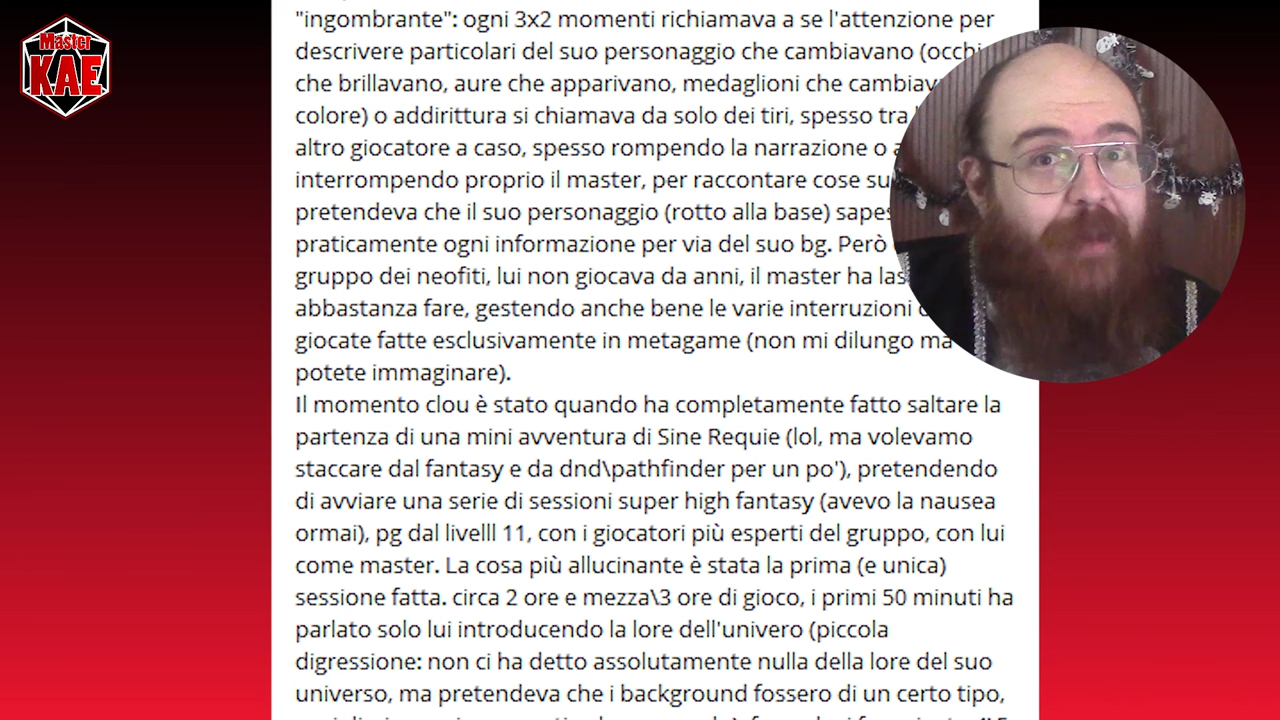 Master
KAE
"ingombrante": ogni 3x2 momenti richiamava a se l'attenzione per
descrivere particolari del suo personaggio che cambiavano (occhi
che brillavano, aure che apparivano, medaglioni che
colore) o addirittura si chiamava da solo dei tiri, spesso tra
altro giocatore a caso, spesso rompendo la narrazione o
interrompendo proprio il master, per raccontare cose
pretendeva che il suo personaggio (rotto alla base)
praticamente ogni informazione per via del suo bg. Però
gruppo dei neofiti, lui non giocava da anni, il master ha
abbastanza fare, gestendo anche bene le varie interruzioni
giocate fatte esclusivamente in metagame (non mi dilungo ma
potete immaginare).
Il momento clou è stato quando ha completamente fatto saltare la
partenza di una mini avventura di Sine Requie (lol, ma volevamo
staccare dal fantasy e da dnd\pathfinder per un po'), pretendendo
di avviare una serie di sessioni super high fantasy (avevo la nausea
ormai), pg dal livelll 11, con i giocatori più esperti del gruppo, con lui
come master. La cosa più allucinante è stata la prima (e unica)
sessione fatta. circa 2 ore e mezza\3 ore di gioco, i primi 50 minuti ha
parlato solo lui introducendo la lore dell'univero (piccola
digressione: non ci ha detto assolutamente nulla della lore del suo
universo, ma pretendeva che i background fossero di un certo tipo,